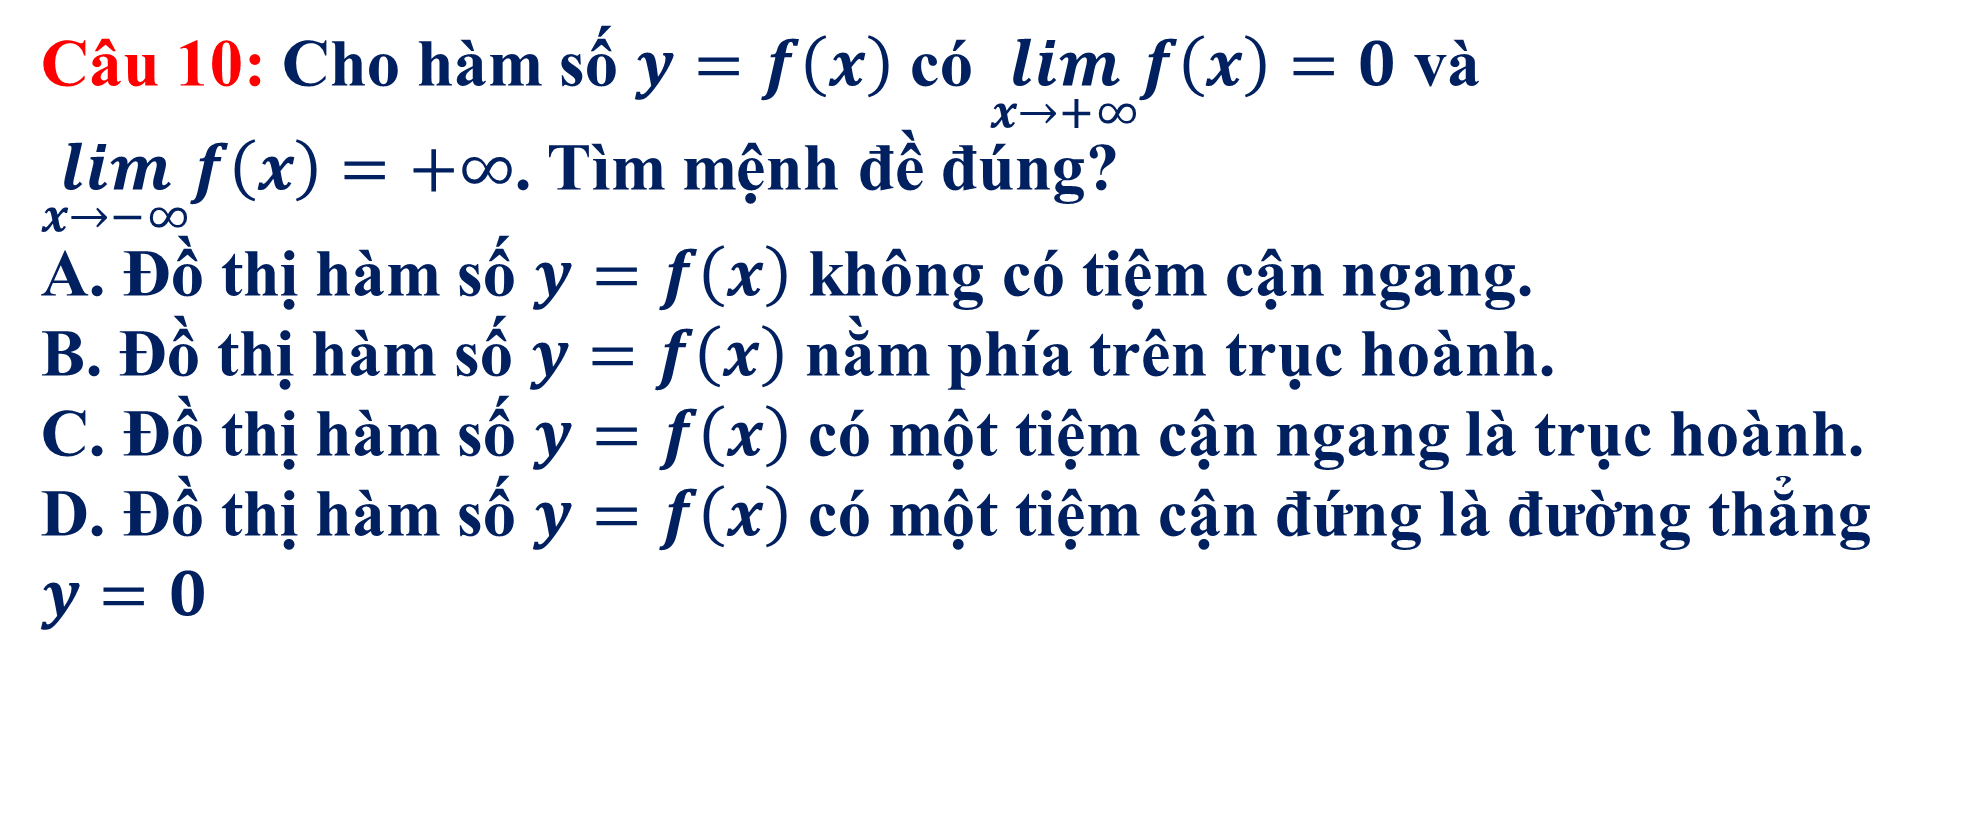 Câu 10: Cho hàm số y = f(x) có lim f(x) = 0 và
x→+∞
lim f(x) = +∞. Tìm mệnh đề đúng?
x→−∞
A. Đồ thị hàm số y = f(x) không có tiệm cận ngang.
B. Đồ thị hàm số y = f(x) nằm phía trên trục hoành.
C. Đồ thị hàm số y = f(x) có một tiệm cận ngang là trục hoành.
D. Đồ thị hàm số y = f(x) có một tiệm cận đứng là đường thẳng
y = 0